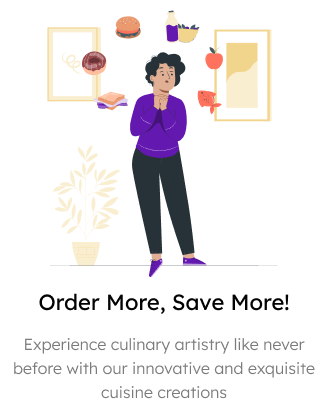 Order More, Save More!
Experience culinary artistry like never
before with our innovative and exquisite
cuisine creations